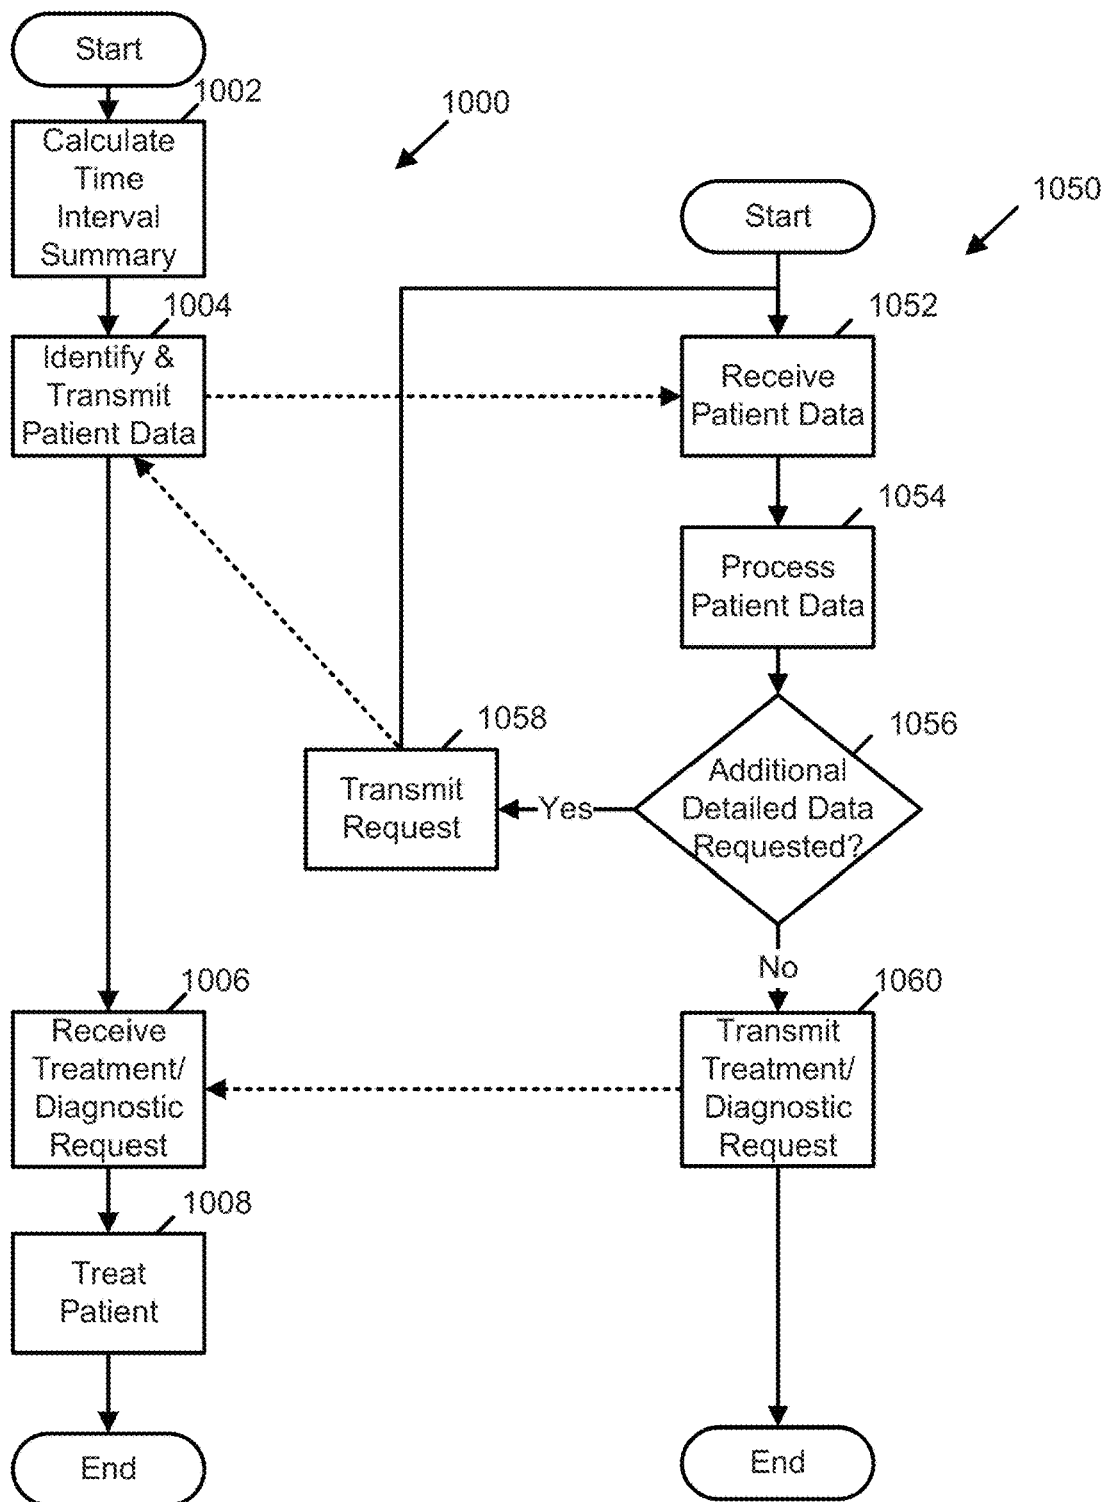 Start
1002
Calculate
Time
Interval
Summary
1000
Start
1050
1004
Identify &
Transmit
Patient Data
1052
Receive
Patient Data
1054
Process
Patient Data
1056
Additional
Detailed Data
Requested?
Yes
1058
Transmit
Request
No
1006
Receive
Treatment/
Diagnostic
Request
1060
Transmit
Treatment/
Diagnostic
Request
1008
Treat
Patient
End
End